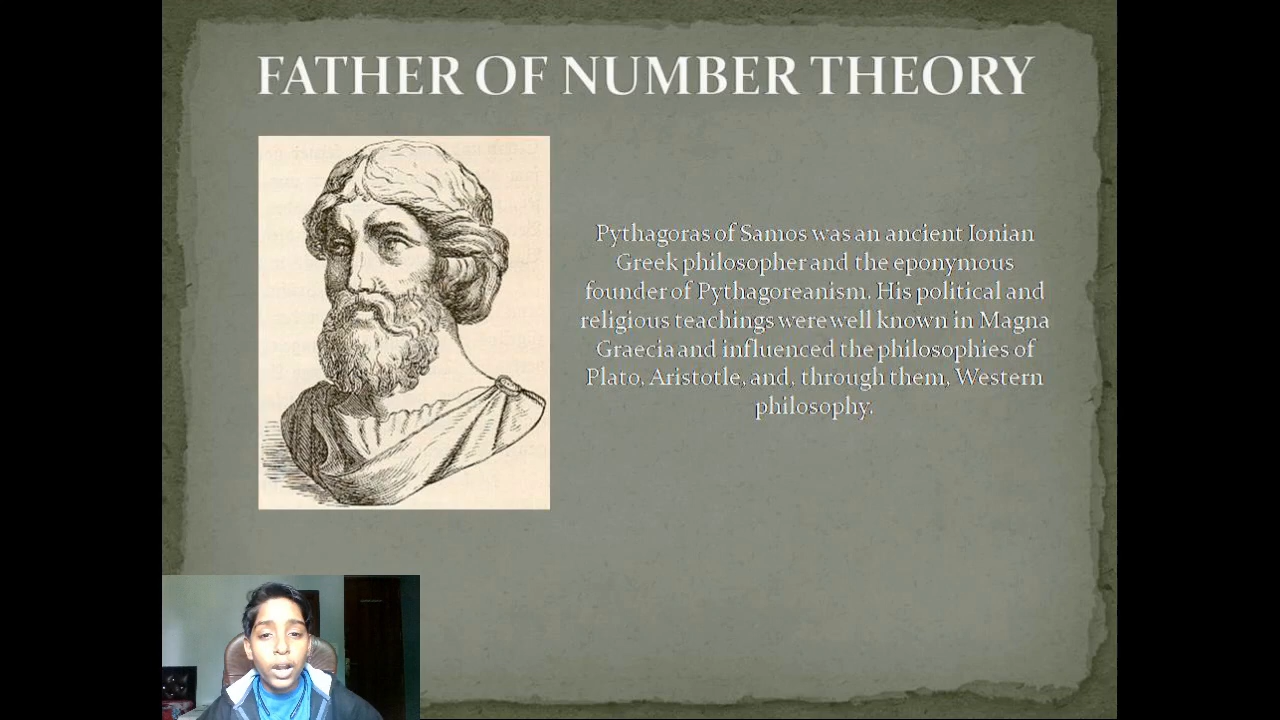 FATHER OF NUMBER THEORY
Pythagoras of Samos was an ancient Ionian
Greek philosopher and the eponymous
founder of Pythagoreanism. His political and
religious teachings were well known in Magna
Graecia and influenced the philosophies of
Plato, Aristotle, and, through them, Western
philosophy.